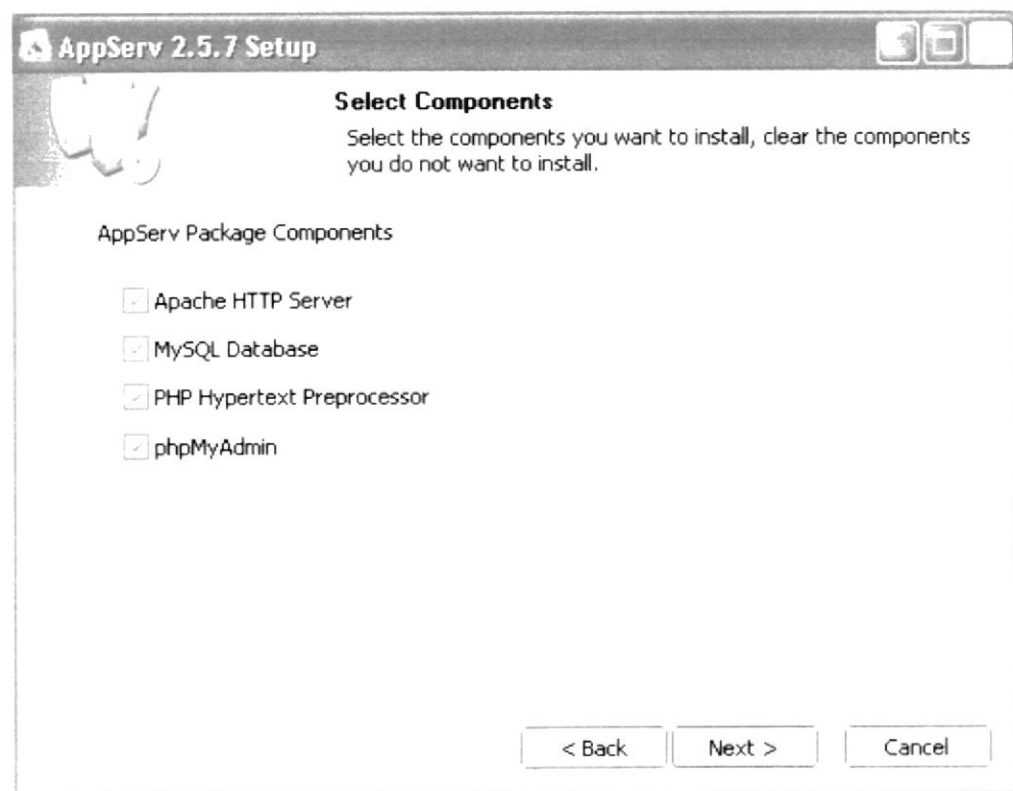 AppServ 2.5.7 Setup
Select Components
Select the components you want to install, clear the components
you do not want to install.
AppServ Package Components
Apache HTTP Server
MySQL Database
PHP Hypertext Preprocessor
phpMyAdmin
< Back
Next >
Cancel